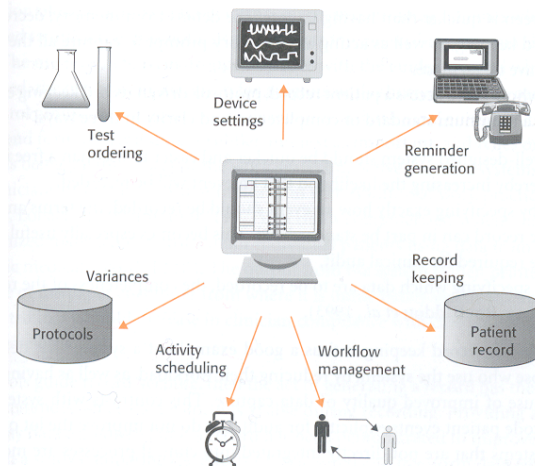 Device
settings
Test
ordering
Reminder
generation
Variances
Record
keeping
Protocols
Patient
record
Activity
scheduling
Workflow
management